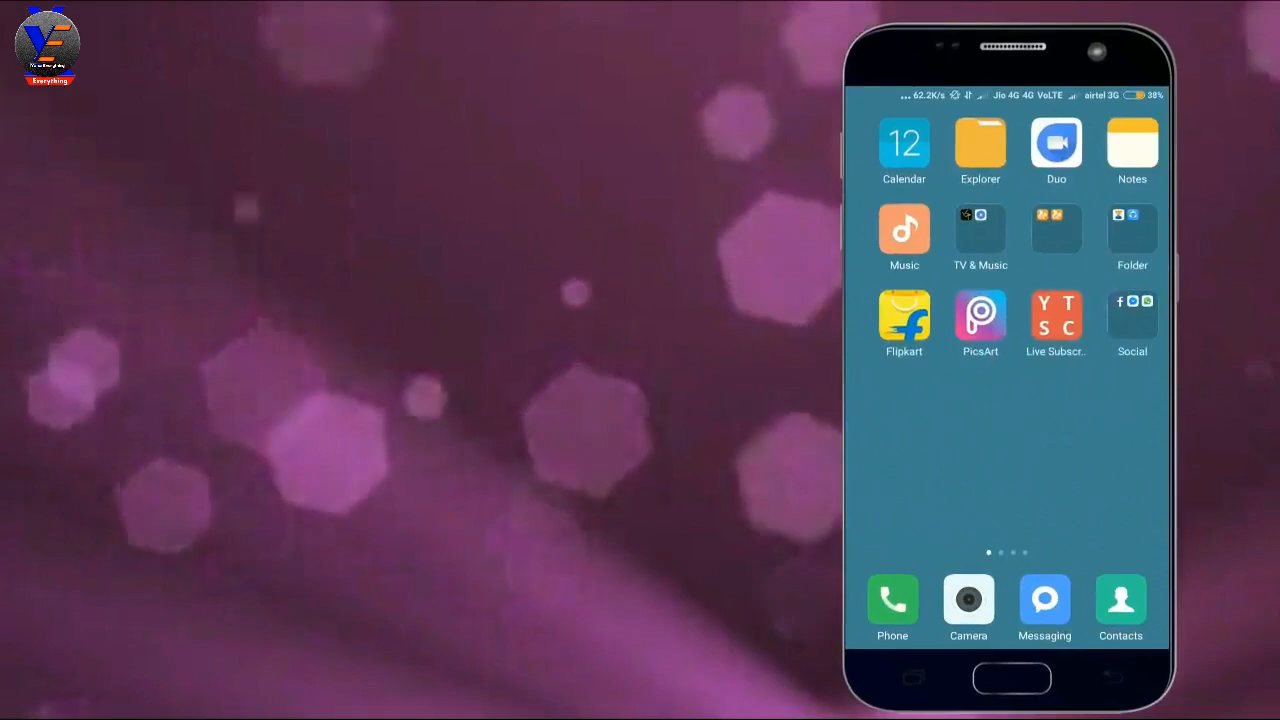 Everything
62.2K/s Jio 4G 4G VoLTE airtel 3G 38%
12
Calendar Explorer Duo Notes
Music TV & Music Folder
Y T
S C
Flipkart PicsArt Live Subscr.. Social
Phone Camera Messaging Contacts